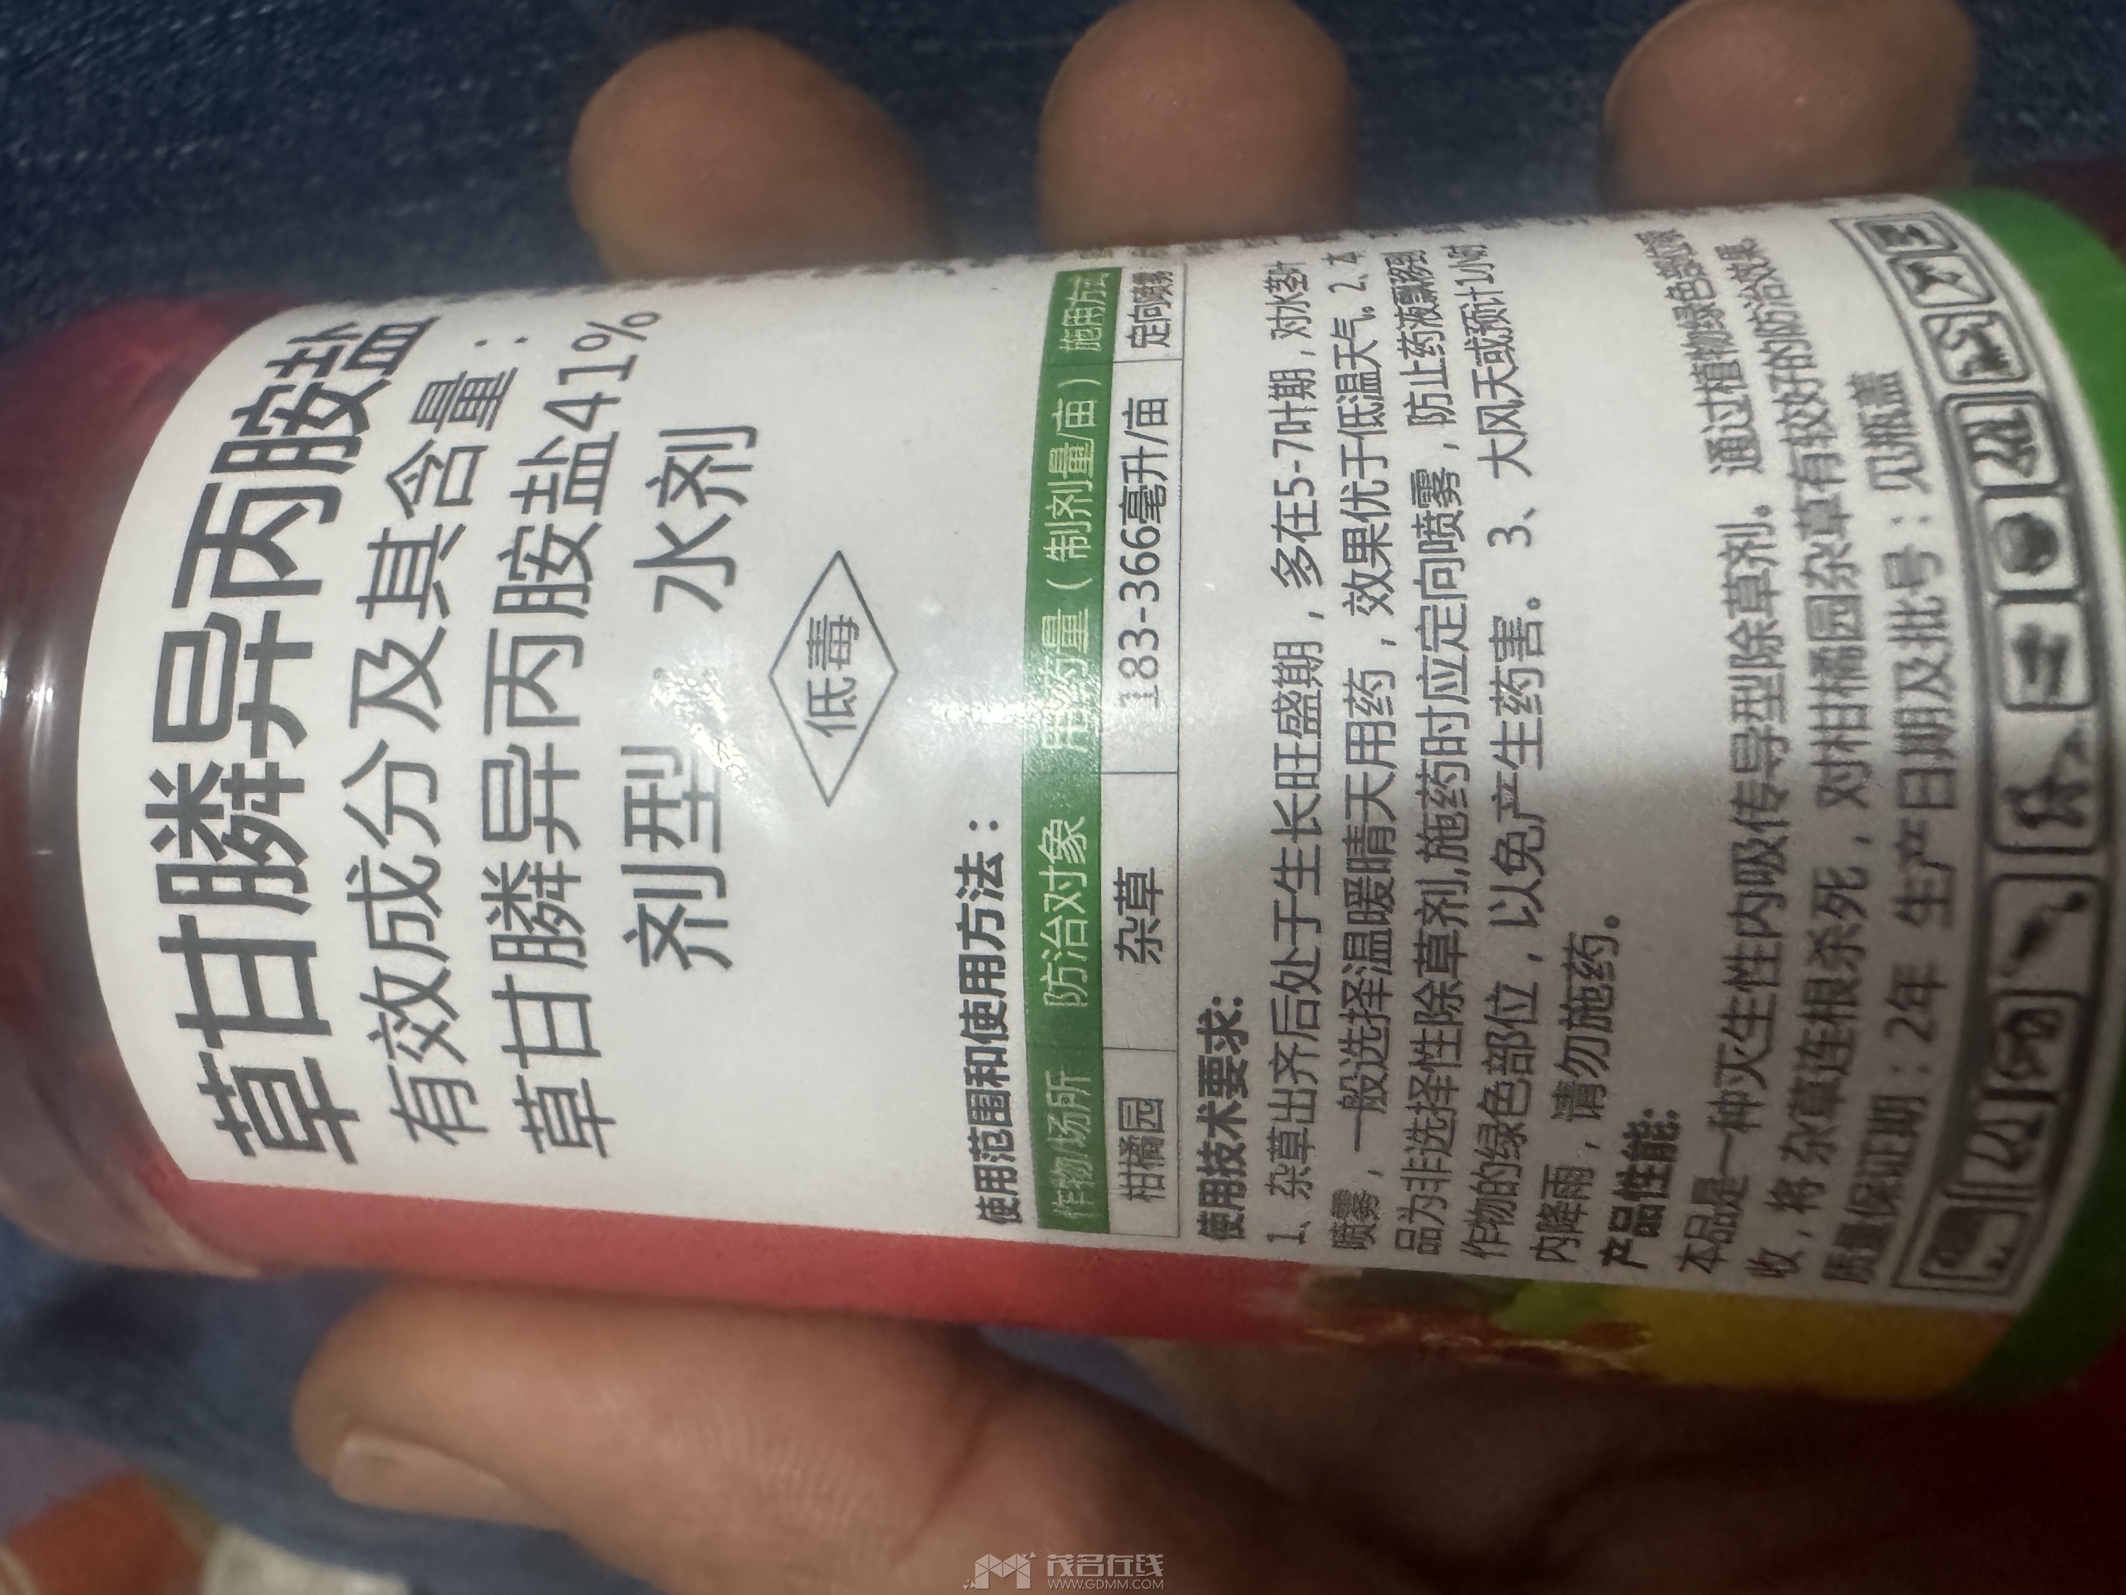 草甘膦异丙胺盐
有效成分及其含量：
草甘膦异丙胺盐41%
剂型：水剂
低毒
使用范围和使用方法：
作物/场所 防治对象 用药量（制剂量/亩） 施用方法
柑橘园 杂草 183-366毫升/亩 定向喷雾
使用技术要求:
1、杂草出齐后处于生长旺盛期，多在5-7叶期，对水茎叶
喷雾，一般选择温暖晴天用药，效果优于低温天气。2、本
品为非选择性除草剂,施药时应定向喷雾，防止药液飘移到
作物的绿色部位，以免产生药害。3、大风天或预计1小时
内降雨，请勿施药。
产品性能:
本品是一种灭生性内吸传导型除草剂。通过植物绿色部位吸
收，将杂草连根杀死，对柑橘园杂草有较好的防治效果。
质量保证期：2年 生产日期及批号：见瓶盖
茂名在线
WWW.GDMM.COM